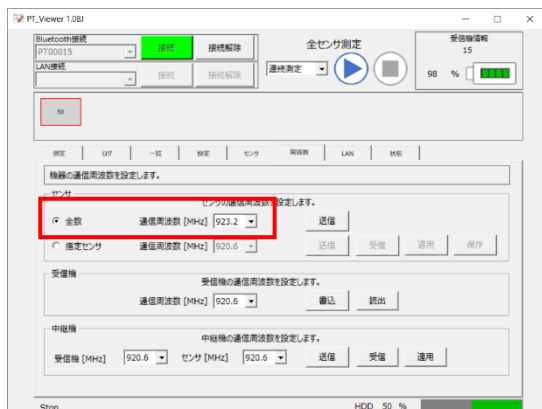 PT_Viewer 1.08J
Bluetooth接続
PT00015 接続 接続解除
LAN接続
接続 接続解除
全センサ測定
連続測定
受信機情報
15
98 %
50
測定 ログ 一覧 設定 センサ 周波数 LAN 状態
機器の通信周波数を設定します。
センサ
センサの通信周波数を設定します。
全数 通信周波数 [MHz] 923.2 送信
指定センサ 通信周波数 [MHz] 920.6 送信 受信 適用 保存
受信機
受信機の通信周波数を設定します。
通信周波数 [MHz] 920.6 書込 読出
中継機
中継機の通信周波数を設定します。
受信機 [MHz] 920.6 センサ [MHz] 920.6 送信 受信 適用
Stop HDD 50 %